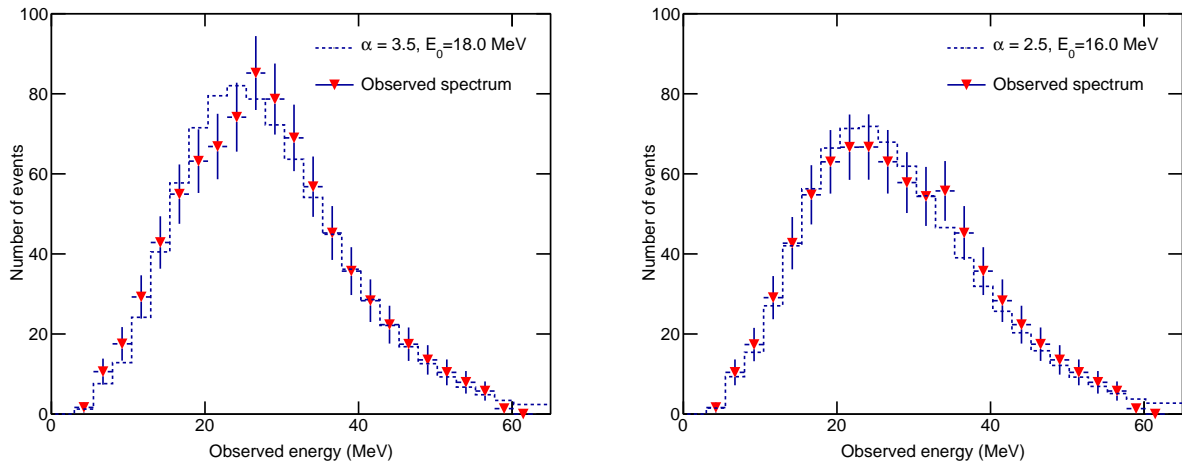 100
80
60
40
20
0
Number of events
α = 3.5, E0=18.0 MeV
Observed spectrum
0 20 40 60
Observed energy (MeV)
100
80
60
40
20
0
Number of events
α = 2.5, E0=16.0 MeV
Observed spectrum
0 20 40 60
Observed energy (MeV)